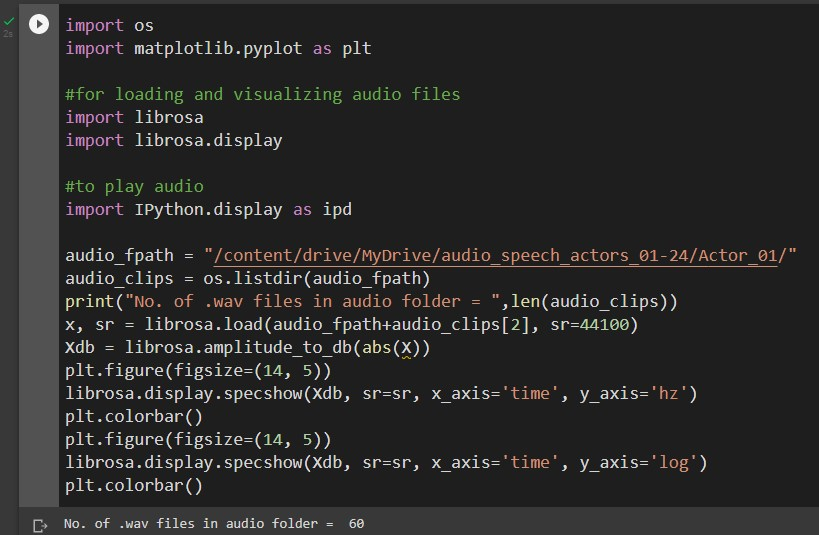 2s
import os
import matplotlib.pyplot as plt
#for loading and visualizing audio files
import librosa
import librosa.display
#to play audio
import IPython.display as ipd
audio_fpath = "/content/drive/MyDrive/audio_speech_actors_01-24/Actor_01/"
audio_clips = os.listdir(audio_fpath)
print("No. of .wav files in audio folder = ",len(audio_clips))
x, sr = librosa.load(audio_fpath+audio_clips[2], sr=44100)
Xdb = librosa.amplitude_to_db(abs(X))
plt.figure(figsize=(14, 5))
librosa.display.specshow(Xdb, sr=sr, x_axis='time', y_axis='hz')
plt.colorbar()
plt.figure(figsize=(14, 5))
librosa.display.specshow(Xdb, sr=sr, x_axis='time', y_axis='log')
plt.colorbar()
No. of .wav files in audio folder =  60